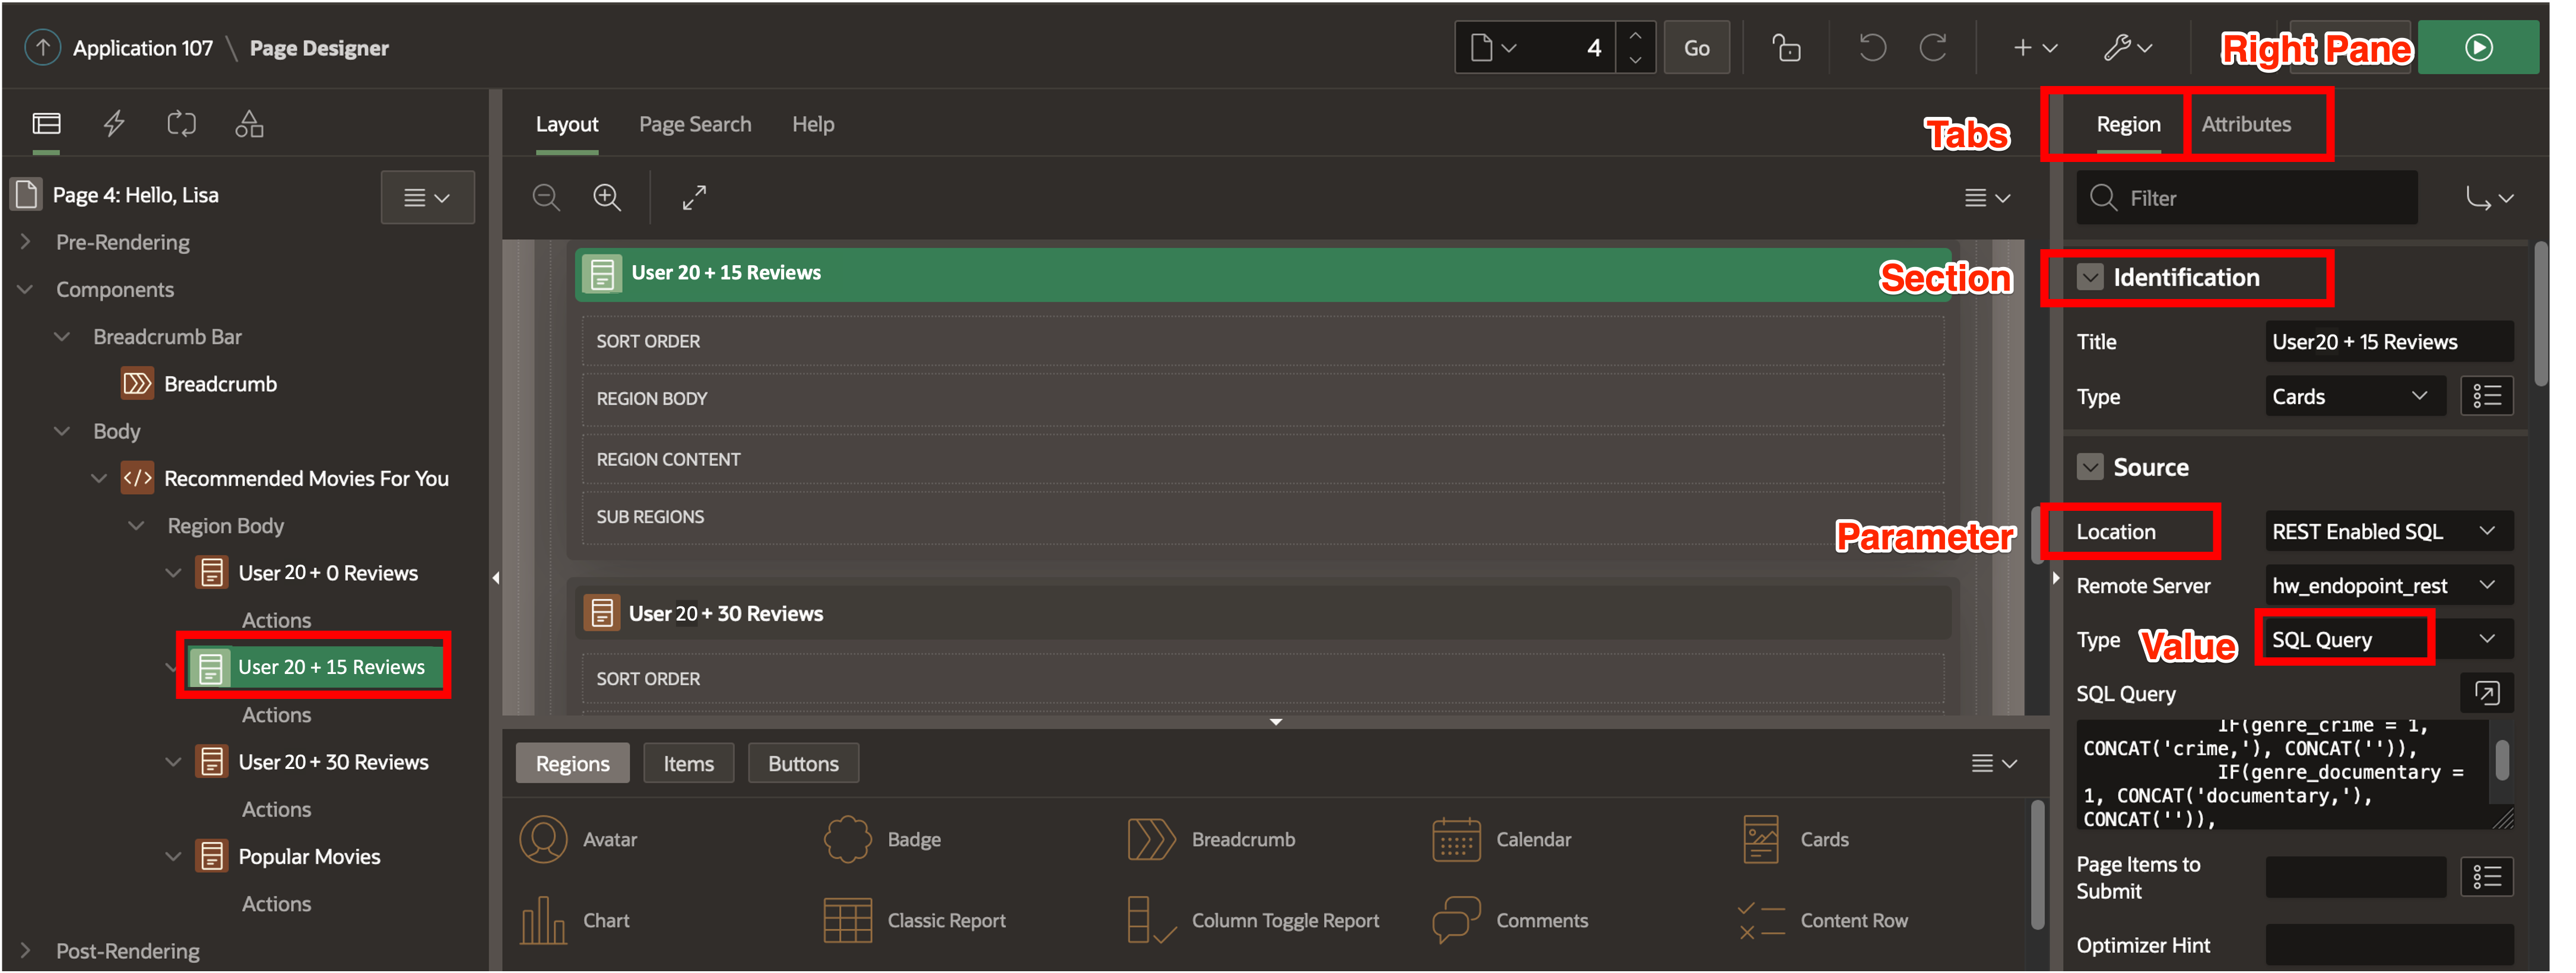 Application 107 \ Page Designer
4
Go
Right Pane
Layout
Page Search
Help
Tabs
Region
Attributes
Page 4: Hello, Lisa
Filter
Pre-Rendering
Components
Breadcrumb Bar
Breadcrumb
Body
Recommended Movies For You
Region Body
User 20 + 0 Reviews
Actions
User 20 + 15 Reviews
Actions
User 20 + 30 Reviews
Actions
Popular Movies
Actions
Post-Rendering
User 20 + 15 Reviews
SORT ORDER
REGION BODY
REGION CONTENT
SUB REGIONS
User 20 + 30 Reviews
SORT ORDER
Regions
Items
Buttons
Avatar
Badge
Breadcrumb
Calendar
Cards
Chart
Classic Report
Column Toggle Report
Comments
Content Row
Section
Identification
Title
User20 + 15 Reviews
Type
Cards
Source
Parameter
Location
REST Enabled SQL
Remote Server
hw_endopoint_rest
Type
Value
SQL Query
SQL Query
IF(genre_crime = 1,
CONCAT('crime,'), CONCAT('')),
IF(genre_documentary =
1, CONCAT('documentary,'),
CONCAT('')),
Page Items to
Submit
Optimizer Hint